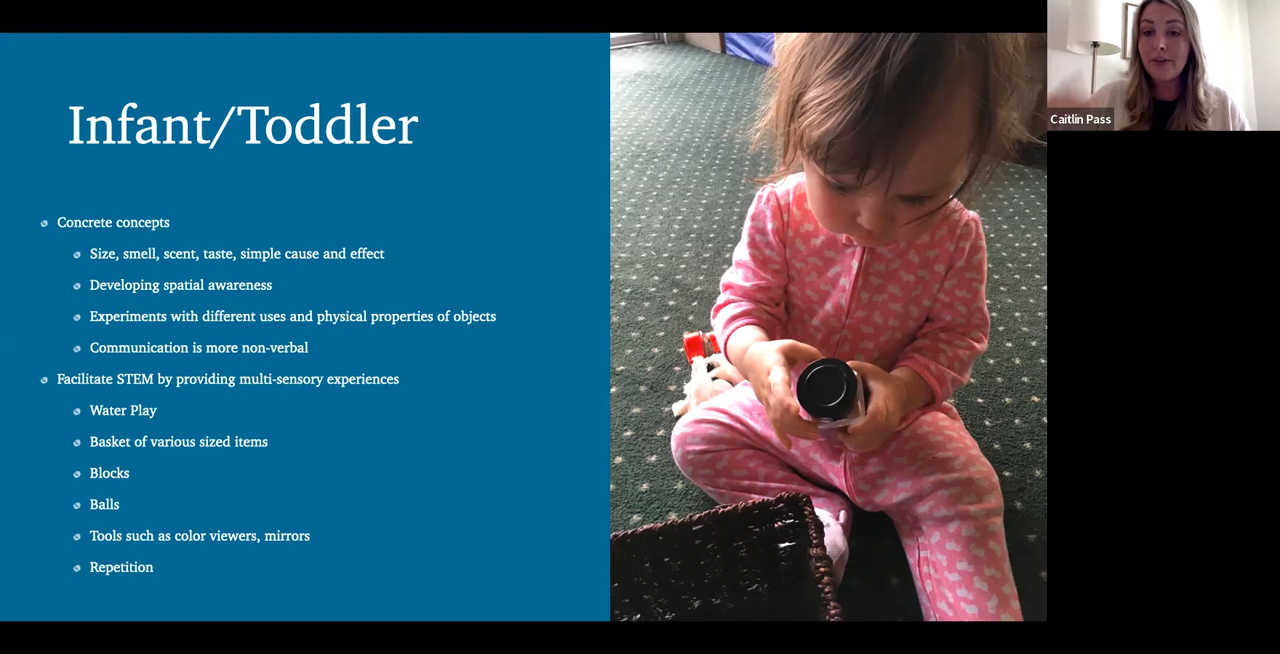 Infant/Toddler
Concrete concepts
Size, smell, scent, taste, simple cause and effect
Developing spatial awareness
Experiments with different uses and physical properties of objects
Communication is more non-verbal
Facilitate STEM by providing multi-sensory experiences
Water Play
Basket of various sized items
Blocks
Balls
Tools such as color viewers, mirrors
Repetition
Caitlin Pass